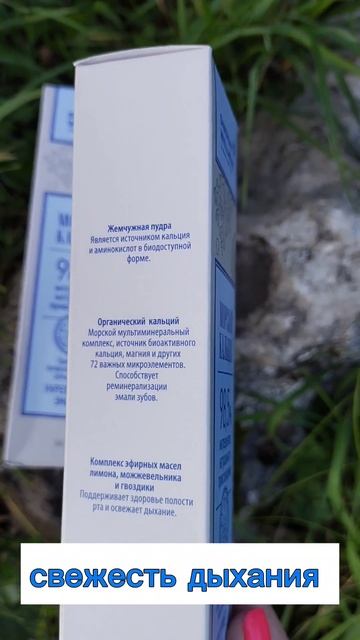 Жемчужная пудра
Является источником кальция
и аминокислот в биодоступной
форме.
Органический кальций
Морской мультиминеральный
комплекс, источник биоактивного
кальция, магния и других
72 важных микроэлементов.
Способствует
реминерализации
эмали зубов.
Комплекс эфирных масел
лимона, можжевельника
и гвоздики
Поддерживает здоровье полости
рта и освежает дыхание.
свежесть дыхания